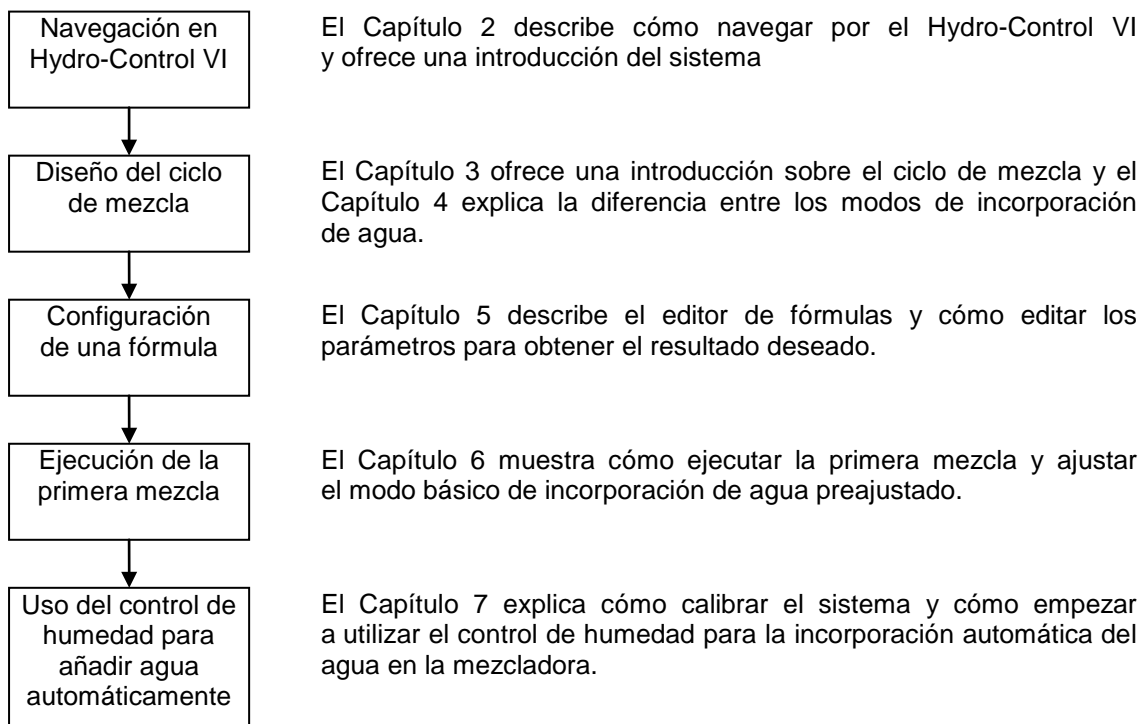 Navegación en
Hydro-Control VI
El Capítulo 2 describe cómo navegar por el Hydro-Control VI
y ofrece una introducción del sistema
Diseño del ciclo
de mezcla
El Capítulo 3 ofrece una introducción sobre el ciclo de mezcla y el
Capítulo 4 explica la diferencia entre los modos de incorporación
de agua.
Configuración
de una fórmula
El Capítulo 5 describe el editor de fórmulas y cómo editar los
parámetros para obtener el resultado deseado.
Ejecución de la
primera mezcla
El Capítulo 6 muestra cómo ejecutar la primera mezcla y ajustar
el modo básico de incorporación de agua preajustado.
Uso del control de
humedad para
añadir agua
automáticamente
El Capítulo 7 explica cómo calibrar el sistema y cómo empezar
a utilizar el control de humedad para la incorporación automática del
agua en la mezcladora.